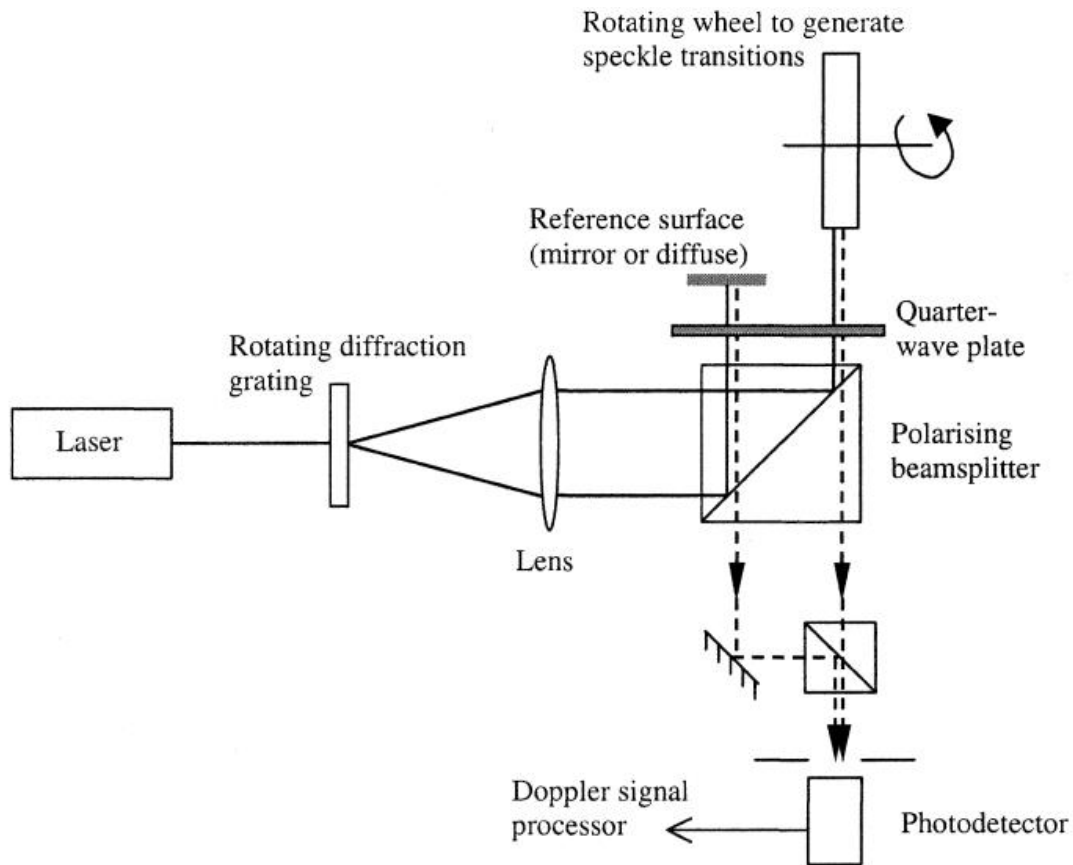 Rotating wheel to generate
speckle transitions
Reference surface
(mirror or diffuse)
Quarter-
wave plate
Rotating diffraction
grating
Laser
Polarising
beamsplitter
Lens
Doppler signal
processor
Photodetector